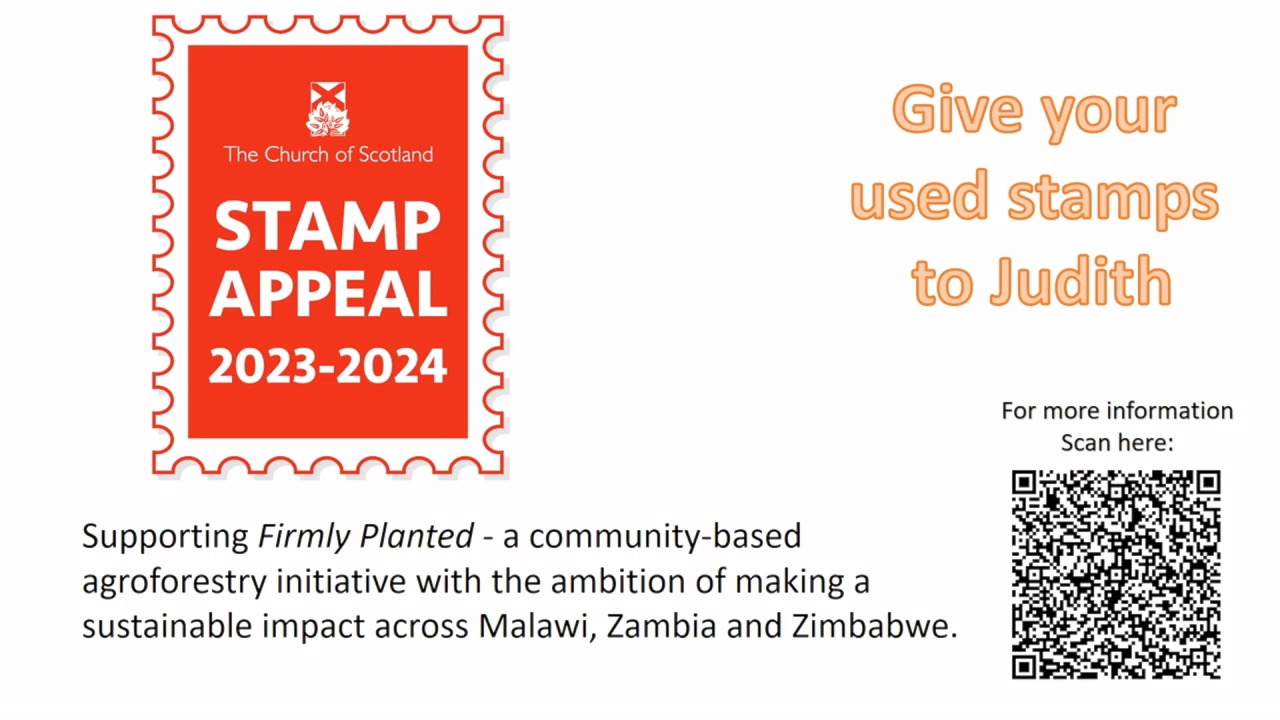 The Church of Scotland
STAMP
APPEAL
2023-2024
Give your
used stamps
to Judith
For more information
Scan here:
Supporting Firmly Planted - a community-based
agroforestry initiative with the ambition of making a
sustainable impact across Malawi, Zambia and Zimbabwe.